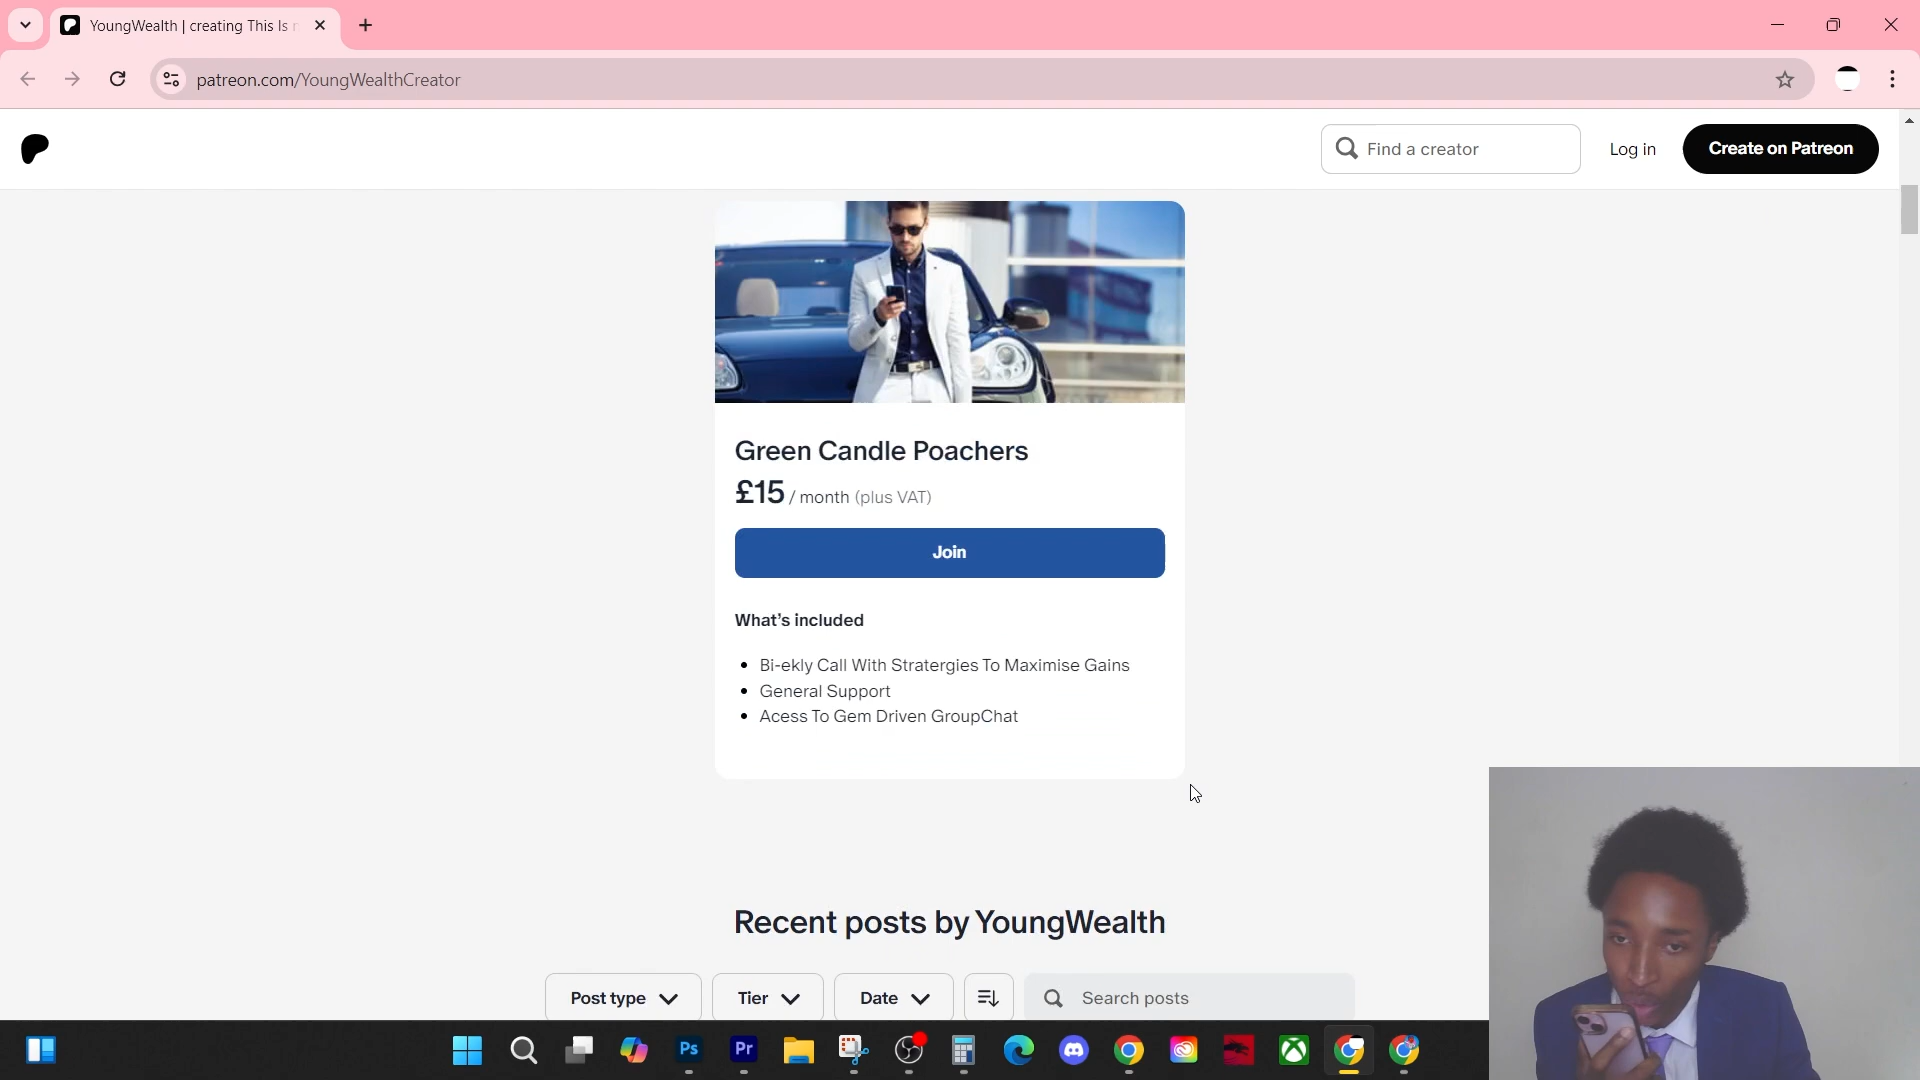 YoungWealth | creating This Is
patreon.com/YoungWealthCreator
Find a creator
Log in
Create on Patreon
Green Candle Poachers
£15 / month (plus VAT)
Join
What's included
Bi-ekly Call With Stratergies To Maximise Gains
General Support
Acess To Gem Driven GroupChat
Recent posts by YoungWealth
Post type
Tier
Date
Search posts
Ps
Pr